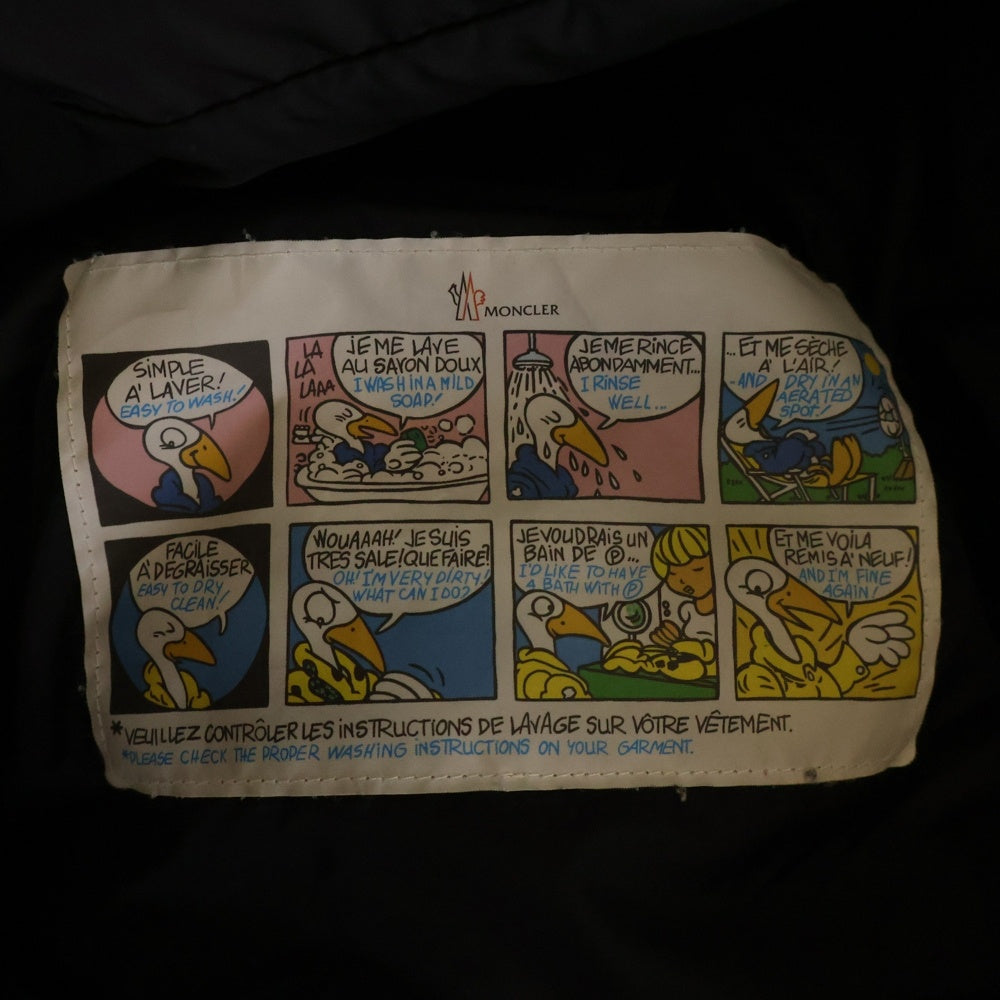 MONCLER
SIMPLE
À LAVER!
EASY TO WASH!
LA
LA
LAAA
JE ME LAVE
AU SAVON DOUX
I WASH IN A MILD
SOAP!
JE ME RINCE
ABONDAMMENT...
I RINSE
WELL...
...ET ME SÈCHE
À L'AIR!
-AND DRY IN AN
AERATED
SPOT!
FACILE
À DEGRAISSER
EASY TO DRY
CLEAN!
WOUAAAH! JE SUIS
TRES SALE! QUE FAIRE!
OH! I'M VERY DIRTY!
WHAT CAN I DO?
JE VOUDRAIS UN
BAIN DE Ⓟ...
I'D LIKE TO HAVE
A BATH WITH Ⓟ
ET ME VOILA
REMIS À NEUF!
AND I'M FINE
AGAIN!
*VEUILLEZ CONTRÔLER LES INSTRUCTIONS DE LAVAGE SUR VÔTRE VÊTEMENT.
*PLEASE CHECK THE PROPER WASHING INSTRUCTIONS ON YOUR GARMENT.